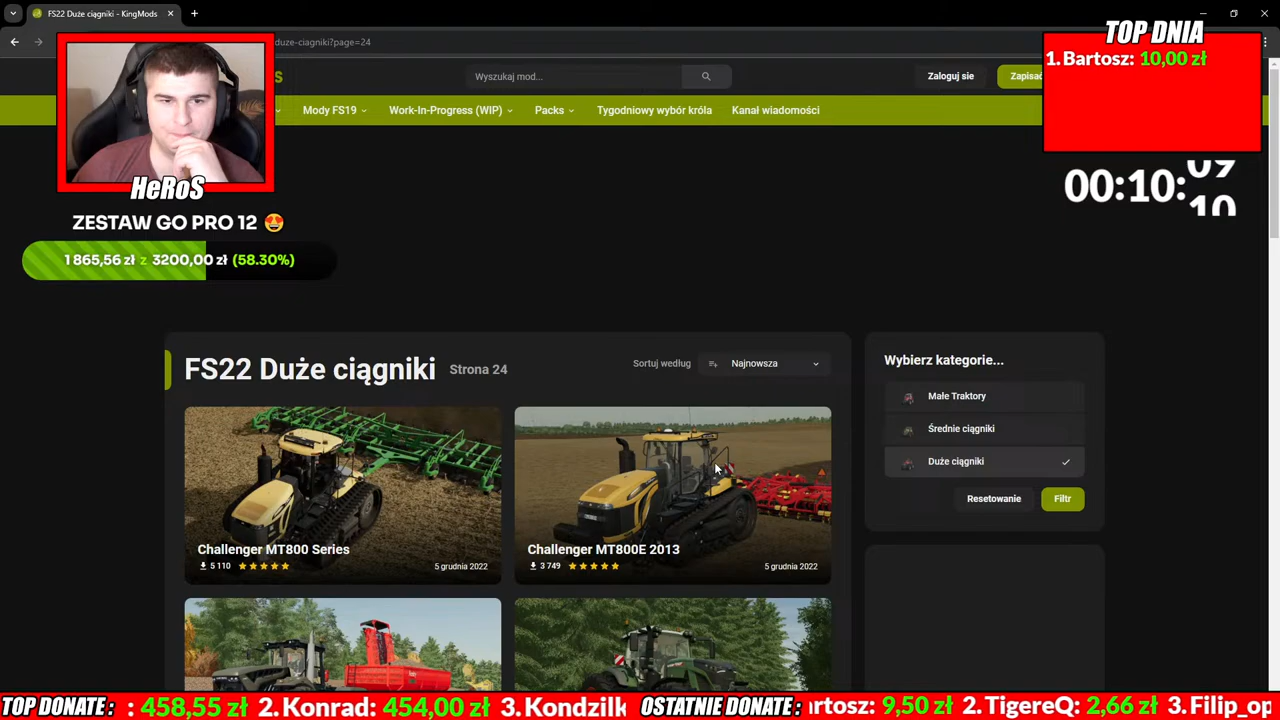 FS22 Duże ciągniki - KingMods
duze-ciagniki?page=24
TOP DNIA
1. Bartosz: 10,00 zł
S
Wyszukaj mod...
Zaloguj sie
Zapisać
Mody FS19
Work-In-Progress (WIP)
Packs
Tygodniowy wybór króla
Kanał wiadomości
HeRoS
00:10:
09
10
ZESTAW GO PRO 12 😍
1 865,56 zł z 3200,00 zł (58.30%)
FS22 Duże ciągniki Strona 24
Sortuj według
Najnowsza
Wybierz kategorie...
Małe Traktory
Średnie ciągniki
Duże ciągniki
Resetowanie
Filtr
Challenger MT800 Series
5 110
5 grudnia 2022
Challenger MT800E 2013
3 749
5 grudnia 2022
TOP DONATE : : 458,55 zł 2. Konrad: 454,00 zł 3. Kondzilk
OSTATNIE DONATE : artosz: 9,50 zł 2. TigereQ: 2,66 zł 3. Filip_op